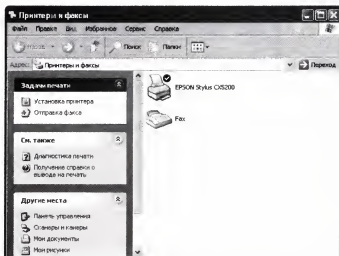 Принтеры и факсы
Файл Правка Вид Избранное Сервис Справка
Назад Поиск Папки
Адрес: Принтеры и факсы Переход
Задачи печати
Установка принтера
Отправка факса
См. также
Диагностика печати
Получение справки о
вывода на печать
Другие места
Панель управления
Сканеры и камеры
Мои документы
Мои рисунки
EPSON Stylus CX5200
Fax